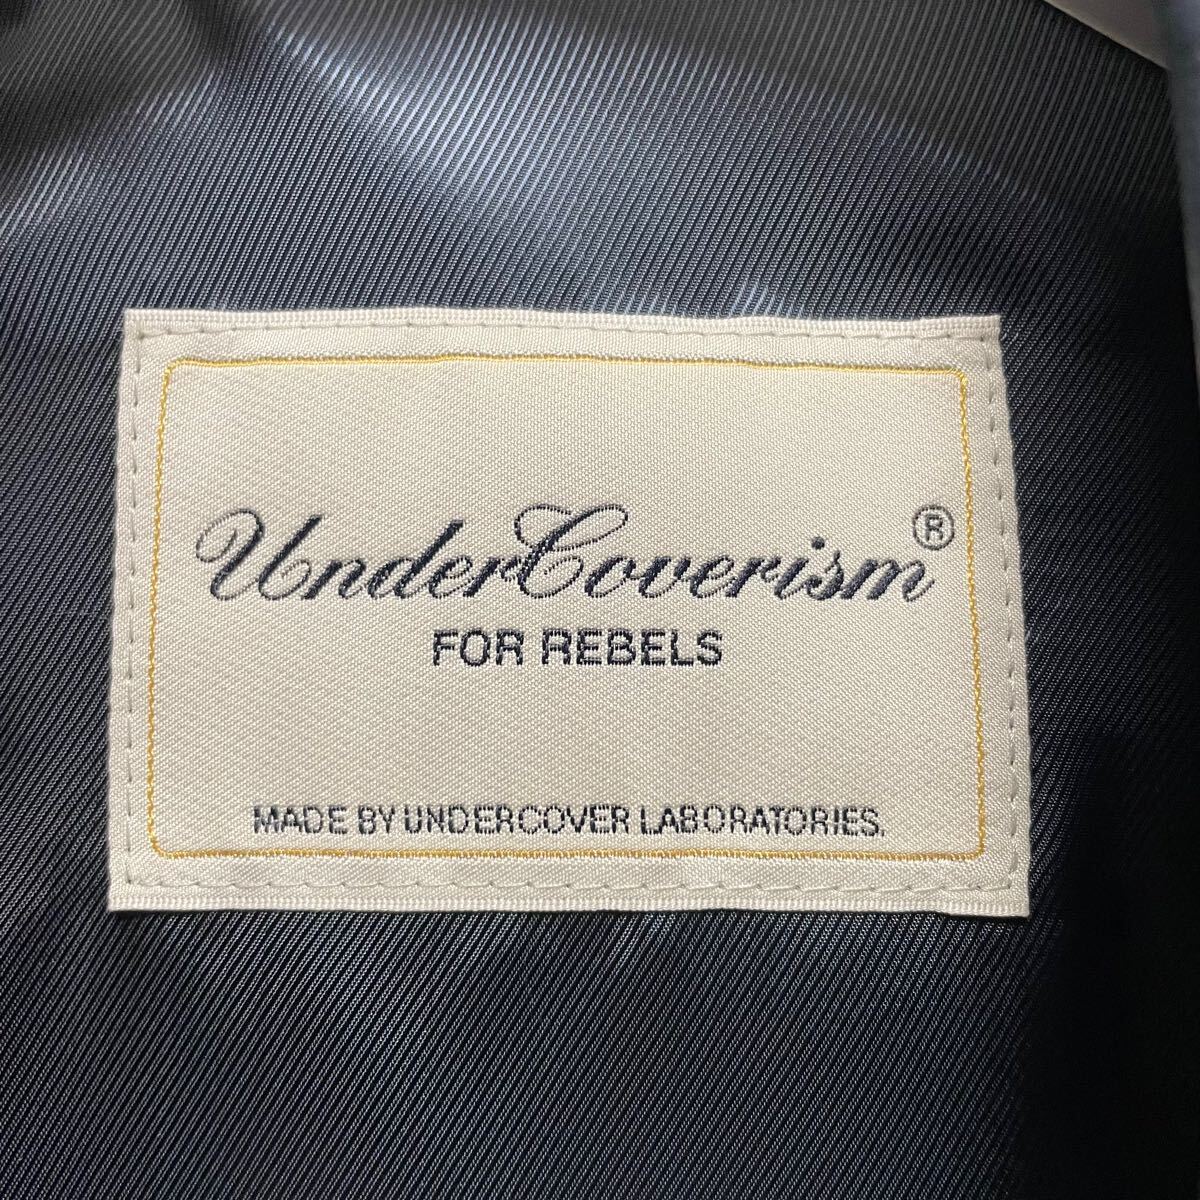 UnderCoverism®
FOR REBELS
MADE BY UNDERCOVER LABORATORIES.